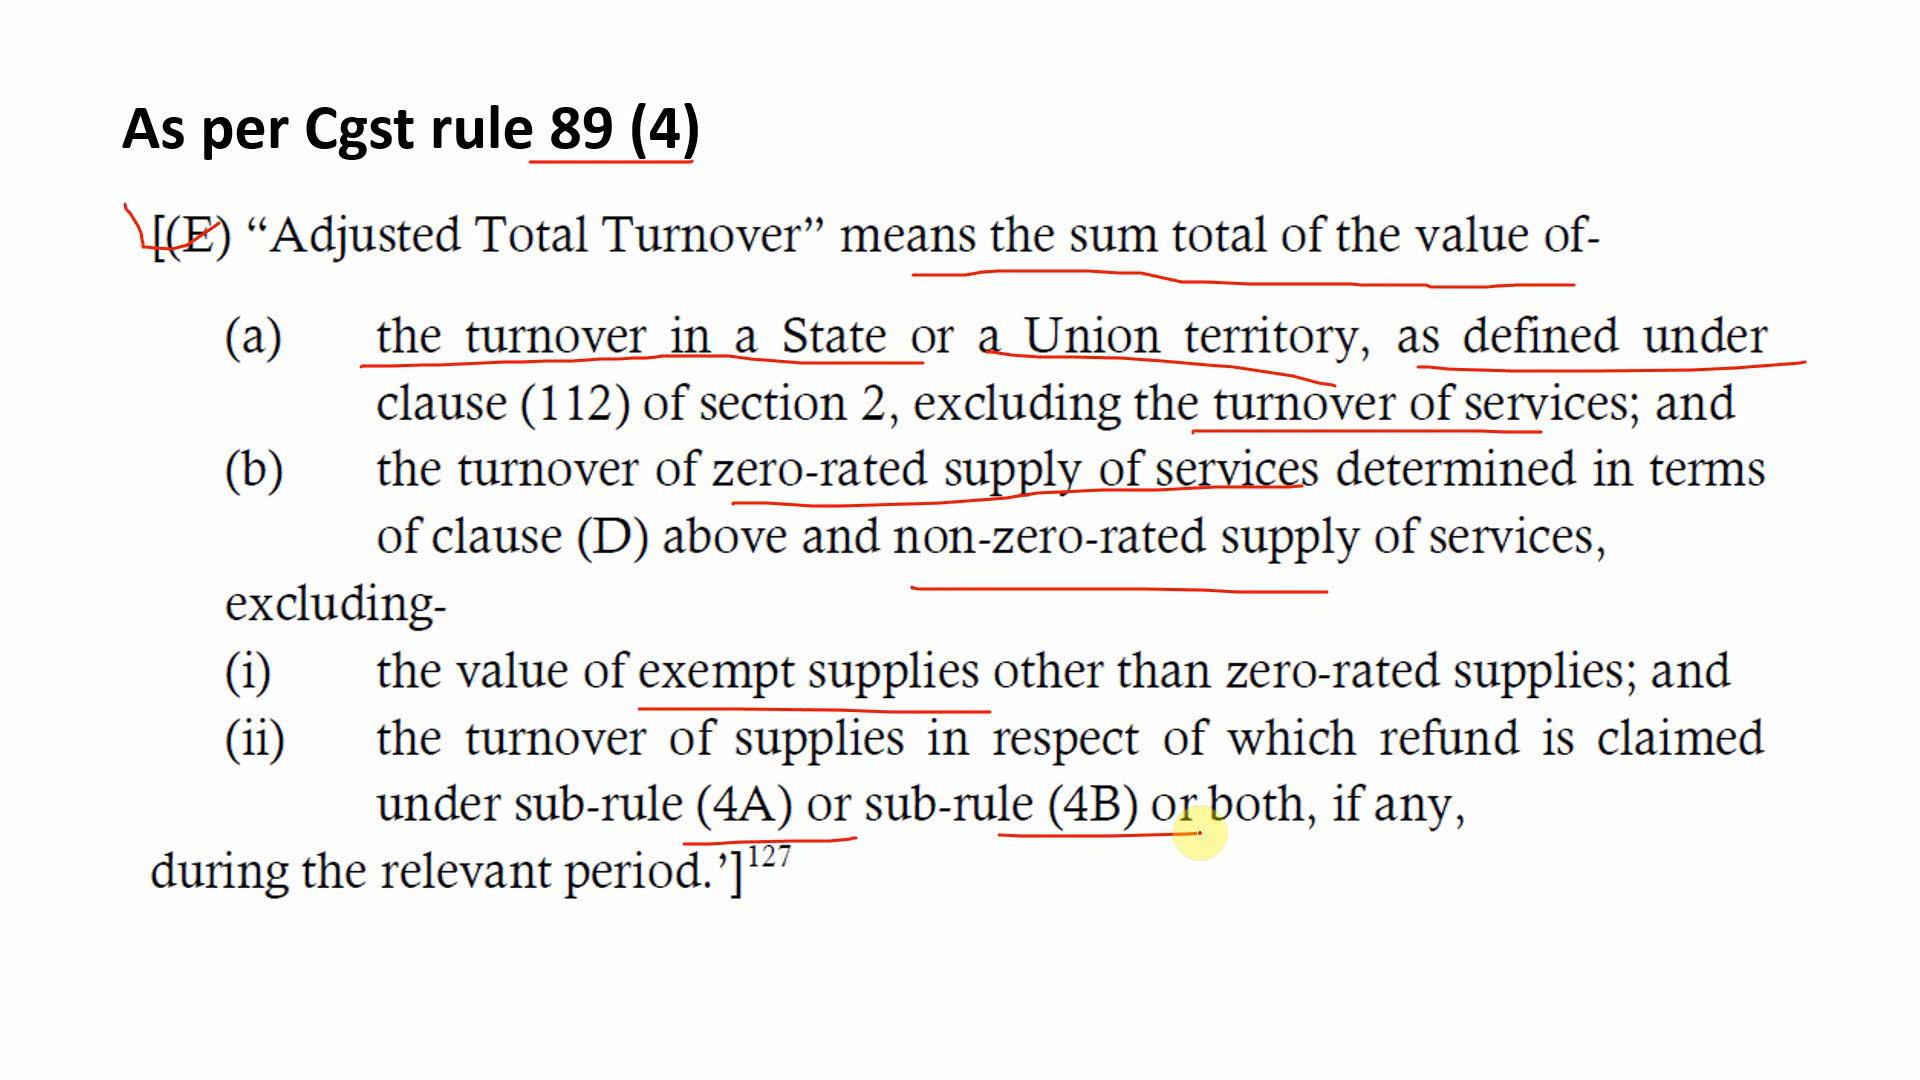 As per Cgst rule 89 (4)
[(E) “Adjusted Total Turnover” means the sum total of the value of-
(a) the turnover in a State or a Union territory, as defined under
clause (112) of section 2, excluding the turnover of services; and
(b) the turnover of zero-rated supply of services determined in terms
of clause (D) above and non-zero-rated supply of services,
excluding-
(i) the value of exempt supplies other than zero-rated supplies; and
(ii) the turnover of supplies in respect of which refund is claimed
under sub-rule (4A) or sub-rule (4B) or both, if any,
during the relevant period.’]127